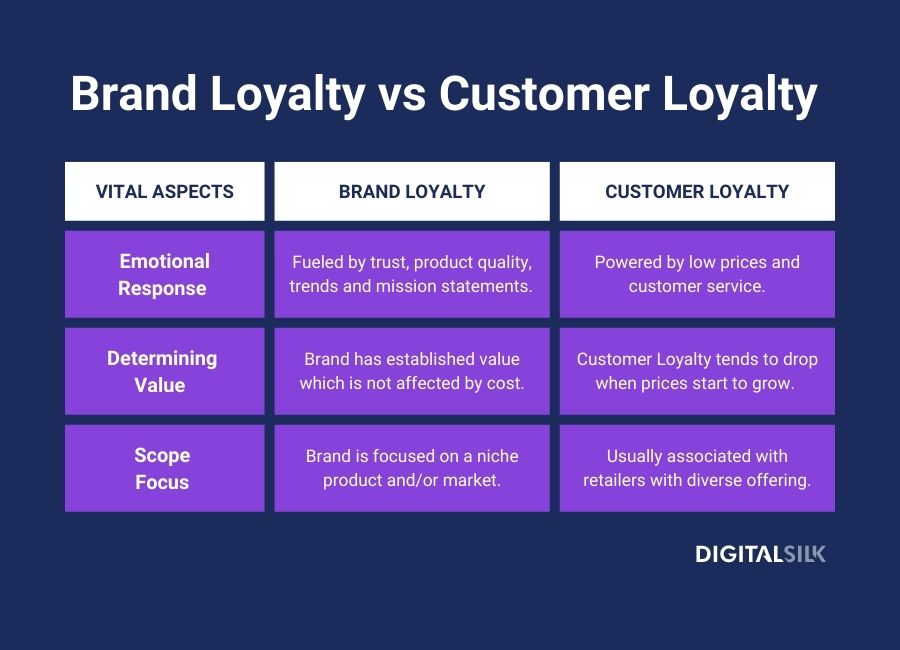 Brand Loyalty vs Customer Loyalty
VITAL ASPECTS
BRAND LOYALTY
CUSTOMER LOYALTY
Emotional
Response
Fueled by trust, product quality,
trends and mission statements.
Powered by low prices and
customer service.
Determining
Value
Brand has established value
which is not affected by cost.
Customer Loyalty tends to drop
when prices start to grow.
Scope
Focus
Brand is focused on a niche
product and/or market.
Usually associated with
retailers with diverse offering.
DIGITALSILK